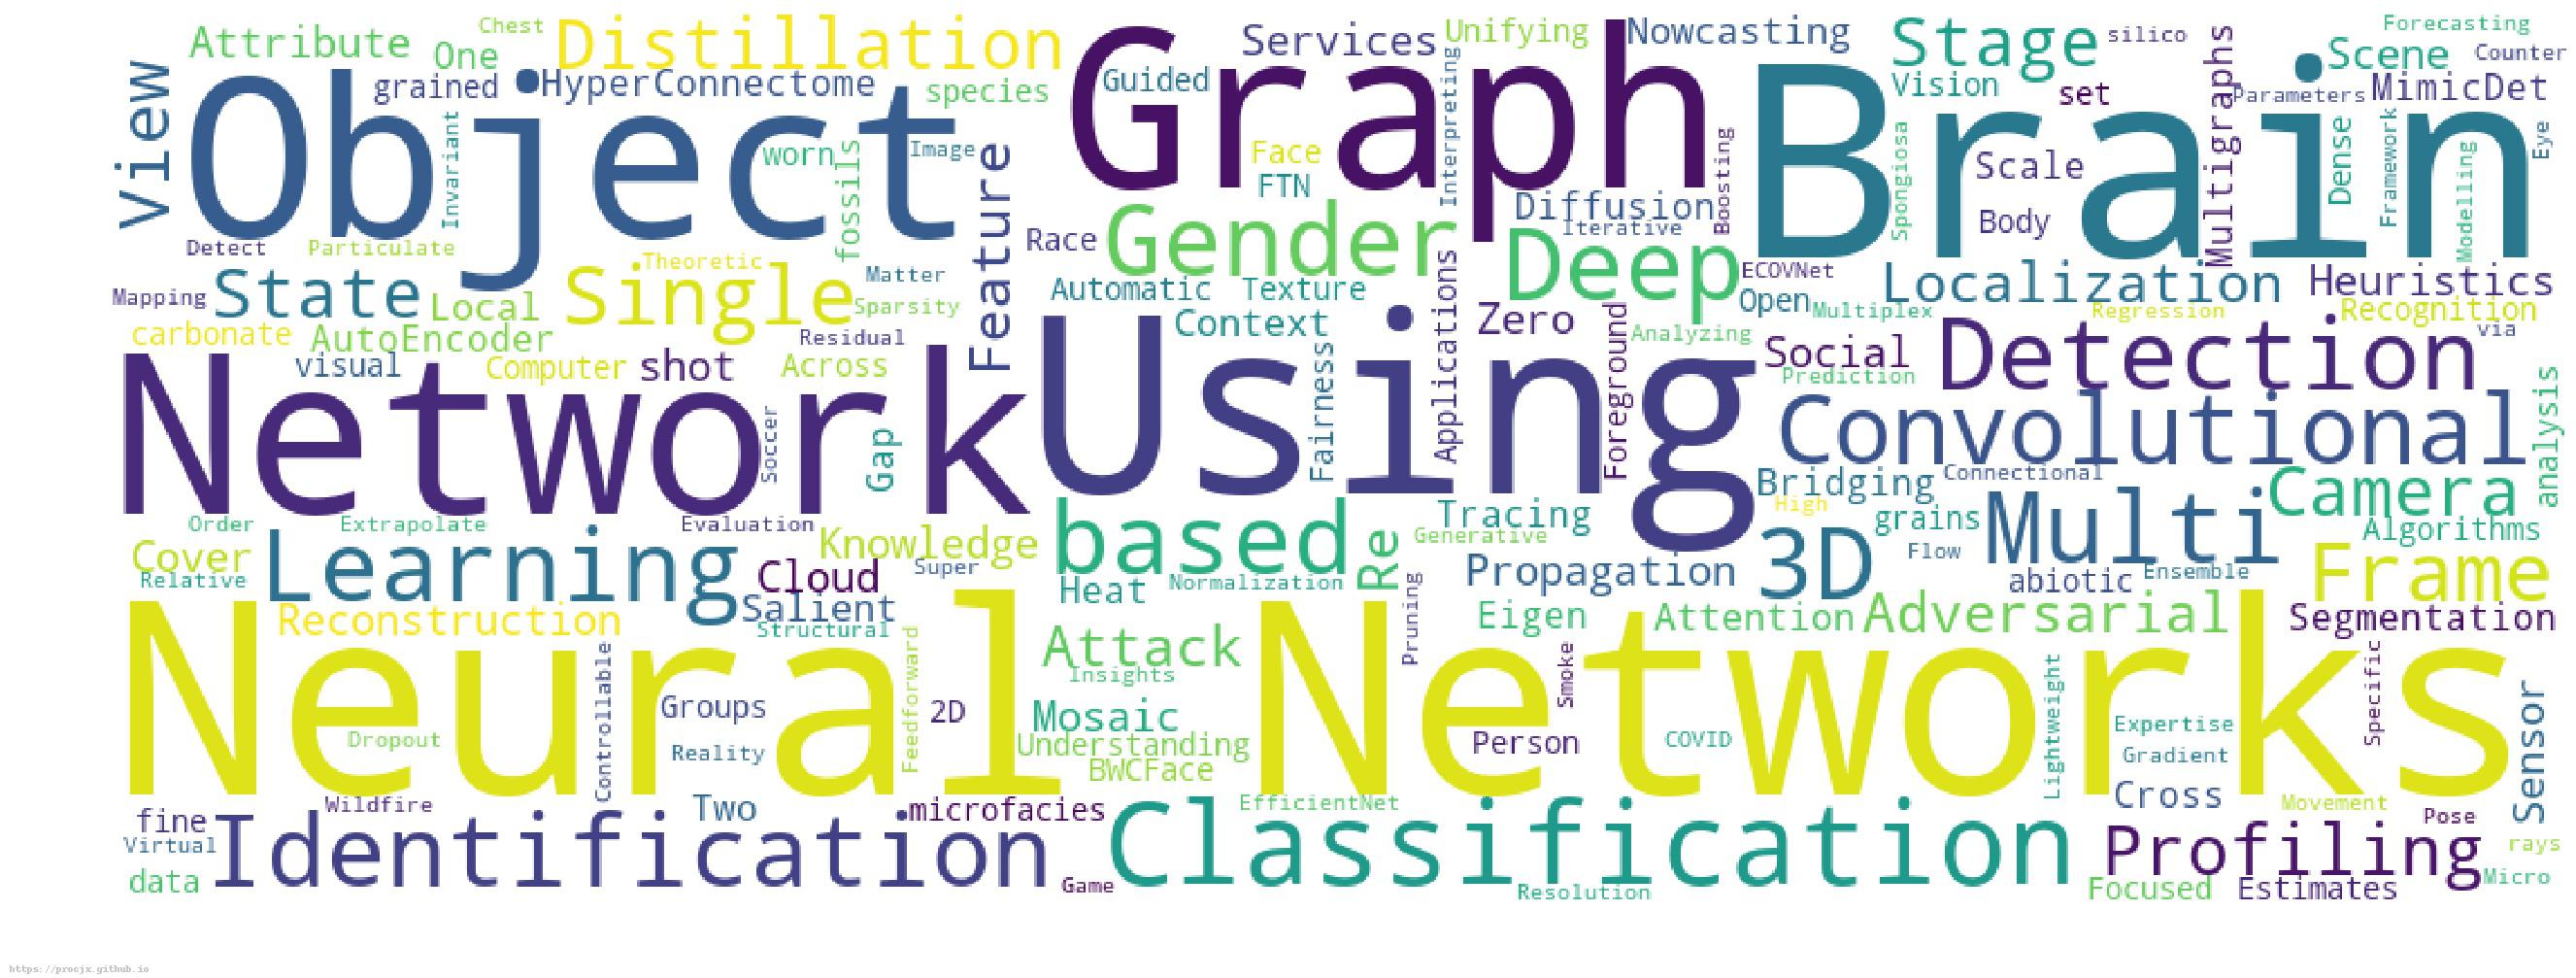 Chest
Attribute
One
Distillation
grained
HyperConnectome
species
View
Object
Invariant
worn
fossils
Image
Feature
Graph
Services
Guided
Unifying
Interpreting
Nowcasting
Face
FTN
Brain
Stage
silico
Vision
set
Multigraphs
Forecasting
Scene
Counter
Parameters
MimicDet
Framework
Eye
Dense
Modelling
Spongiosa
Scale
Body
Boosting
Diffusion
Iterative
Detect
Particulate
Theoretic
Race
Gender
Deep
Matter
Mapping
State
Local
Single
Sparsity
Automatic
Texture
Applications
ECOVNet
Open
Multiplex
Localization
Heuristics
Regression
Recognition
via
carbonate
AutoEncoder
Residual
Context
Zero
Foreground
Analyzing
Social
Prediction
Detection
visual
Computer
shot
Across
Network
Using
Fairness
Soccer
Gap
Convolutional
analysis
Bridging
Connectional
Camera
Order
Extrapolate
Evaluation
Knowledge
based
Tracing
Generative
High
grains
Multi
Algorithms
Cover
Relative
Learning
Cloud
Super
Heat
Normalization
Re
Propagation
3D
Flow
abiotic
Ensemble
Frame
Reconstruction
Salient
Structural
Attack
Insights
Pruning
Eigen
Attention
Adversarial
Segmentation
Neural Networks
Controllable
Groups
Feedforward
2D
Mosaic
Smoke
Lightweight
Specific
Sensor
Dropout
Reality
Understanding
BWCFace
Person
COVID
Expertise
Gradient
fine
Wildfire
Two
microfacies
EfficientNet
Cross
Movement
Pose
Virtual
Identification
Classification
Profiling
rays
data
Game
Resolution
Focused
Estimates
Micro
https://procjx.github.io